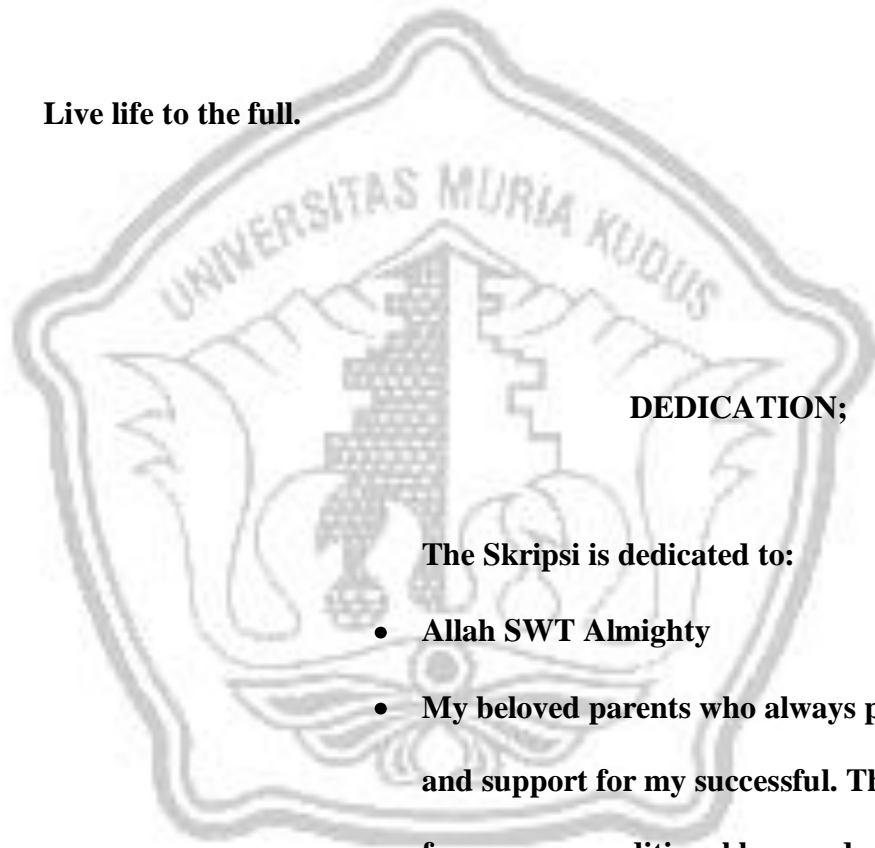 Live life to the full.
UNIVERSITAS MURIA KUDUS
DEDICATION;
The Skripsi is dedicated to:
• Allah SWT Almighty
• My beloved parents who always p
and support for my successful. Th